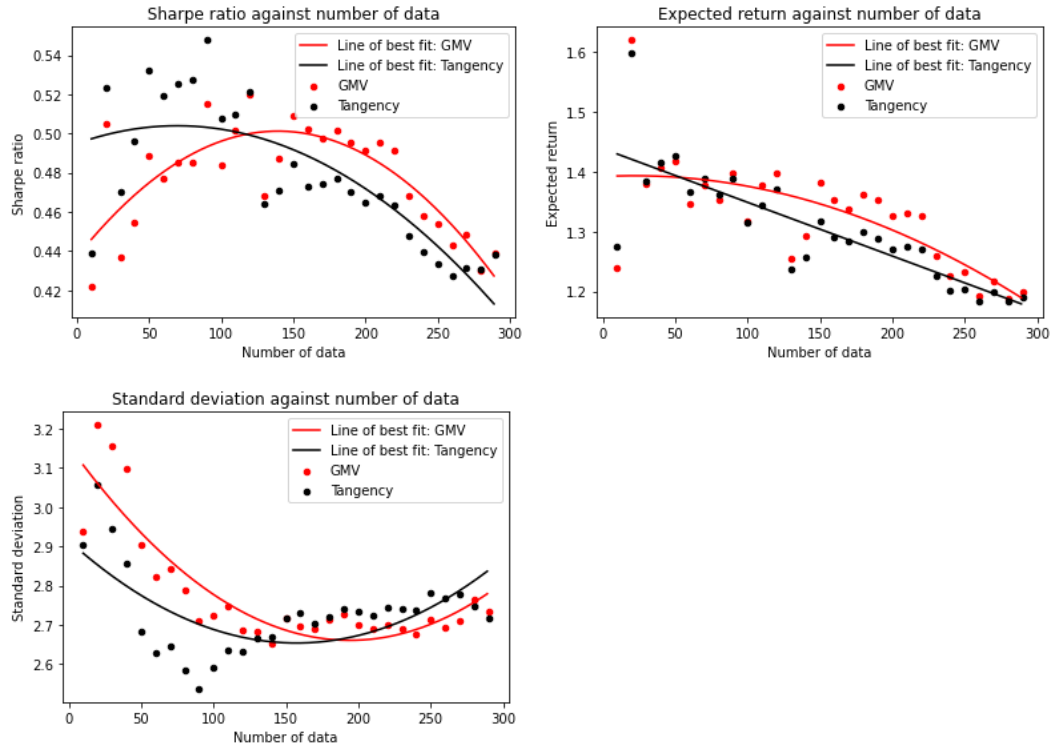 Sharpe ratio against number of data
Sharpe ratio
0.54
0.52
0.50
0.48
0.46
0.44
0.42
Line of best fit: GMV
Line of best fit: Tangency
GMV
Tangency
0 50 100 150 200 250 300
Number of data
Expected return against number of data
Expected return
1.6
1.5
1.4
1.3
1.2
Line of best fit: GMV
Line of best fit: Tangency
GMV
Tangency
0 50 100 150 200 250 300
Number of data
Standard deviation against number of data
Standard deviation
3.2
3.1
3.0
2.9
2.8
2.7
2.6
Line of best fit: GMV
Line of best fit: Tangency
GMV
Tangency
0 50 100 150 200 250 300
Number of data